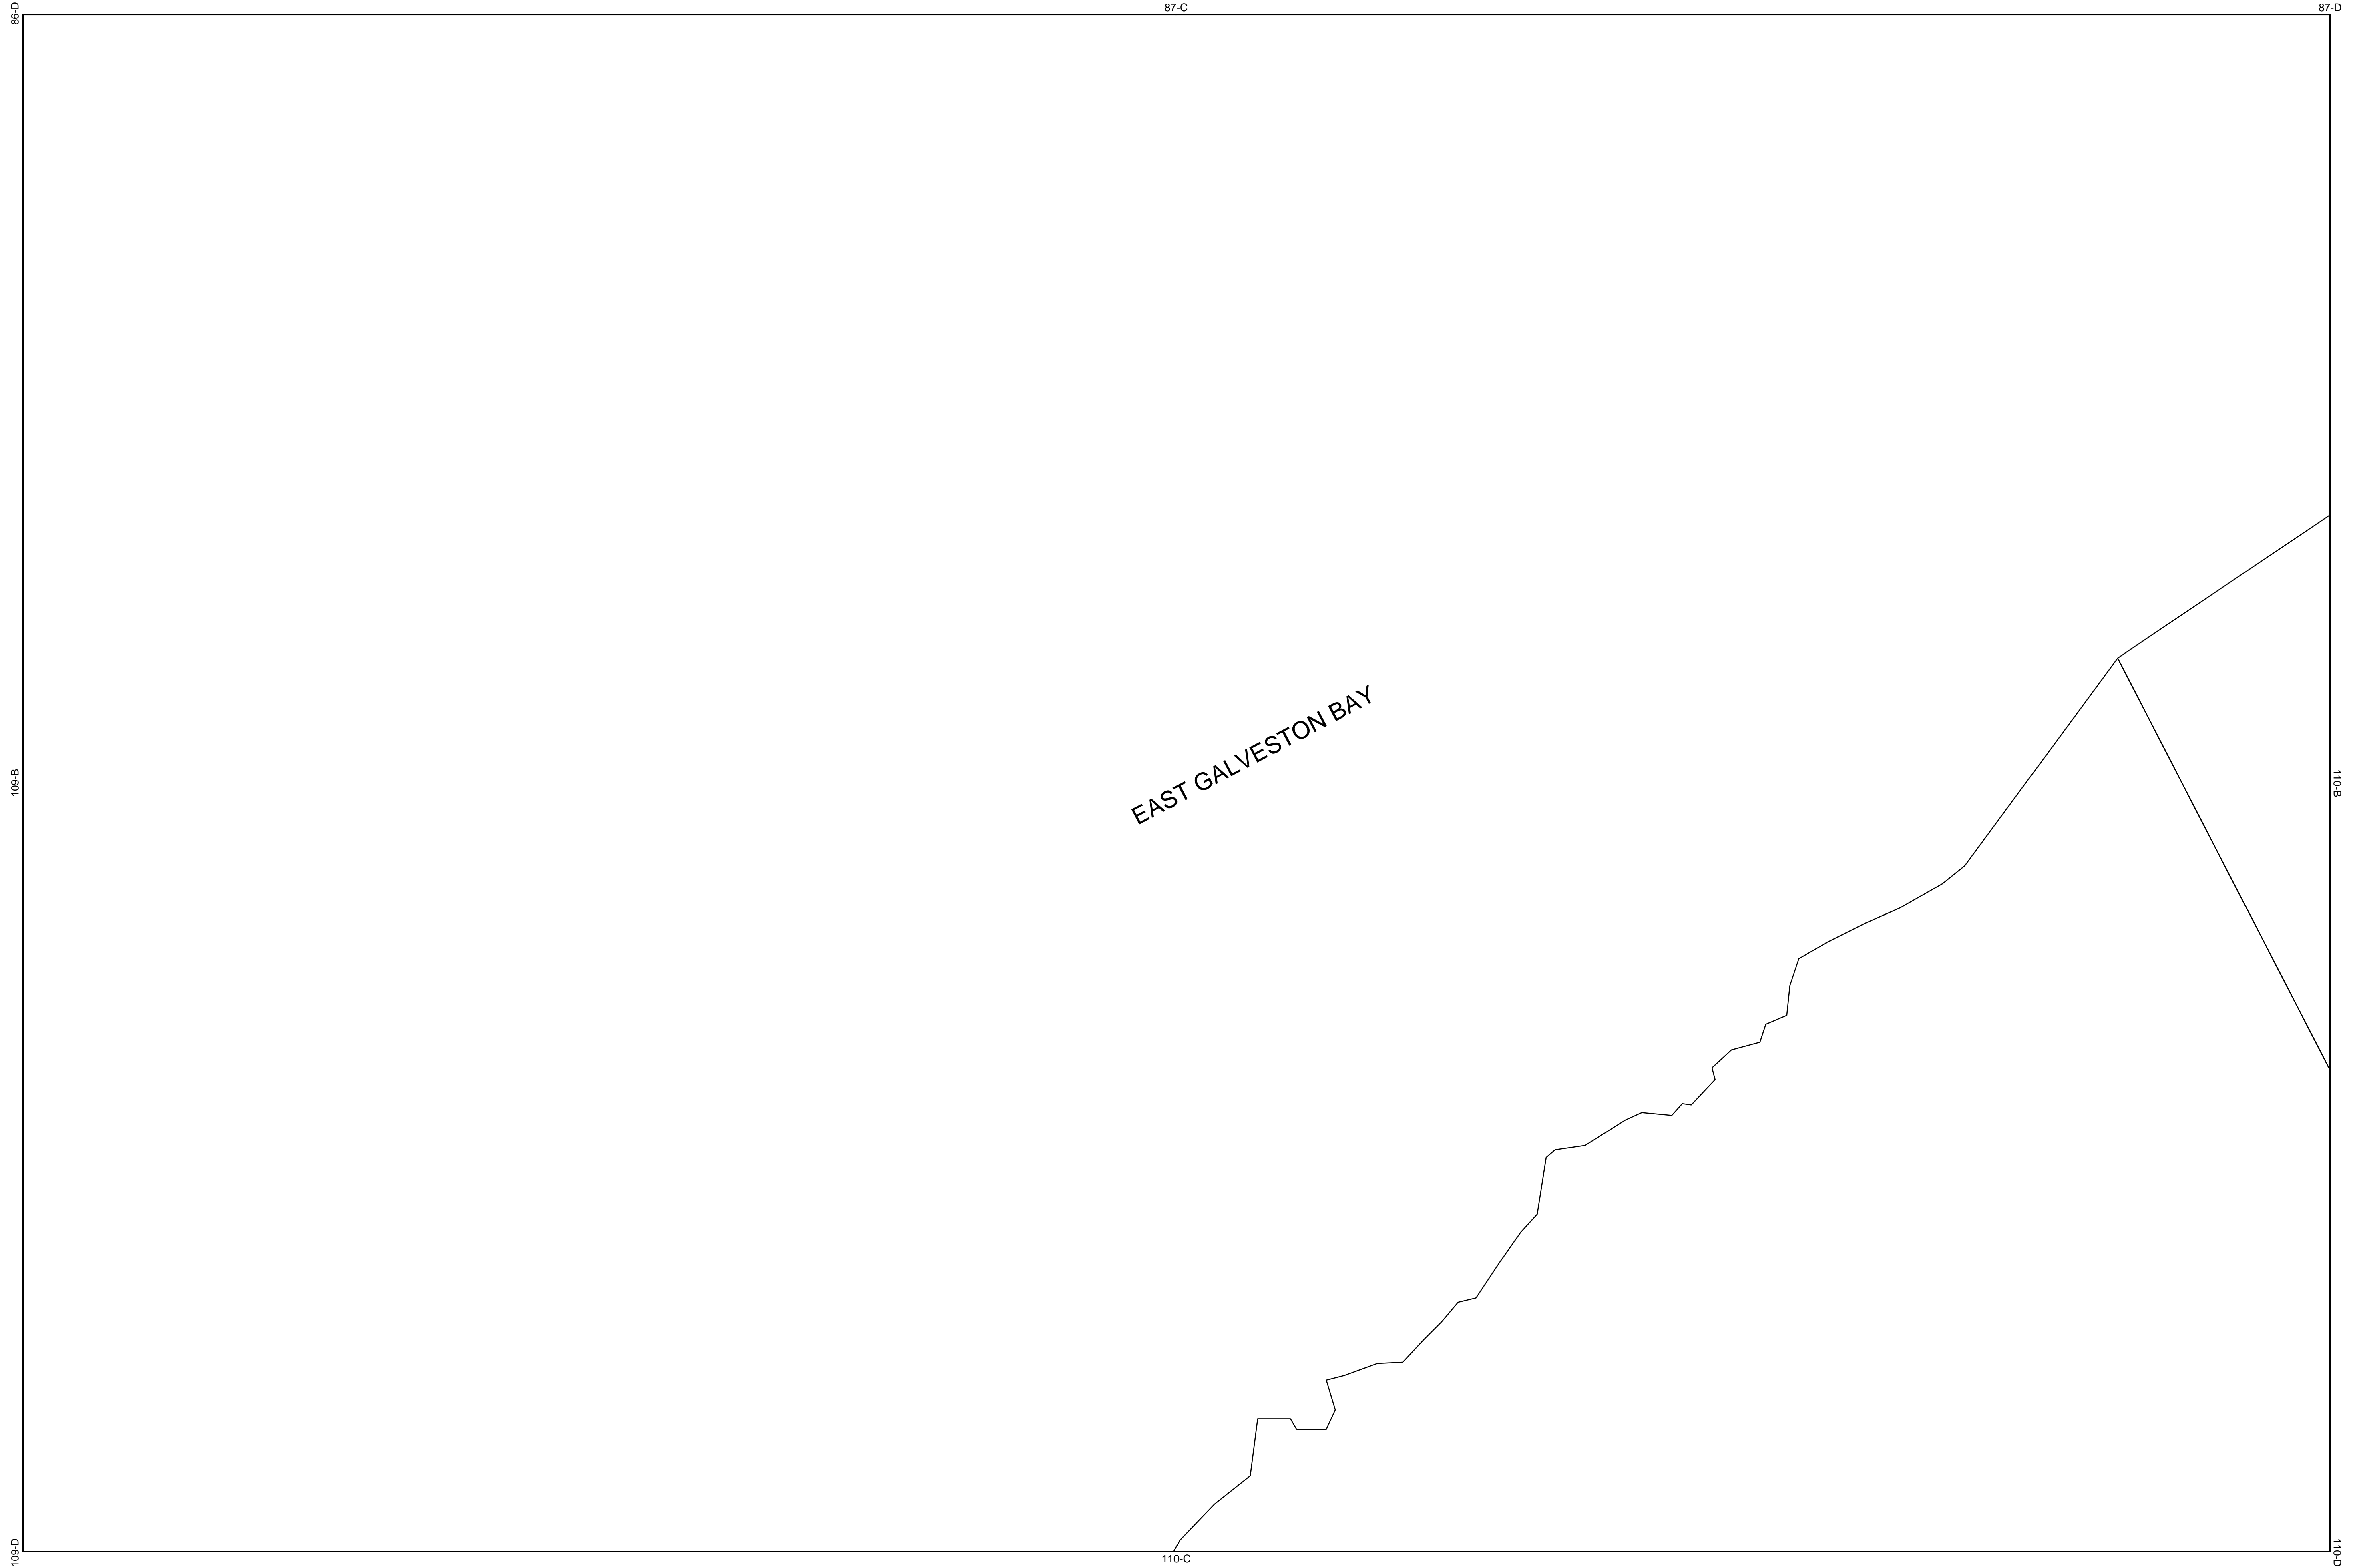 86-D
87-C
87-D
EAST GALVESTON BAY
109-B
110-B
109-D
110-C
110-D